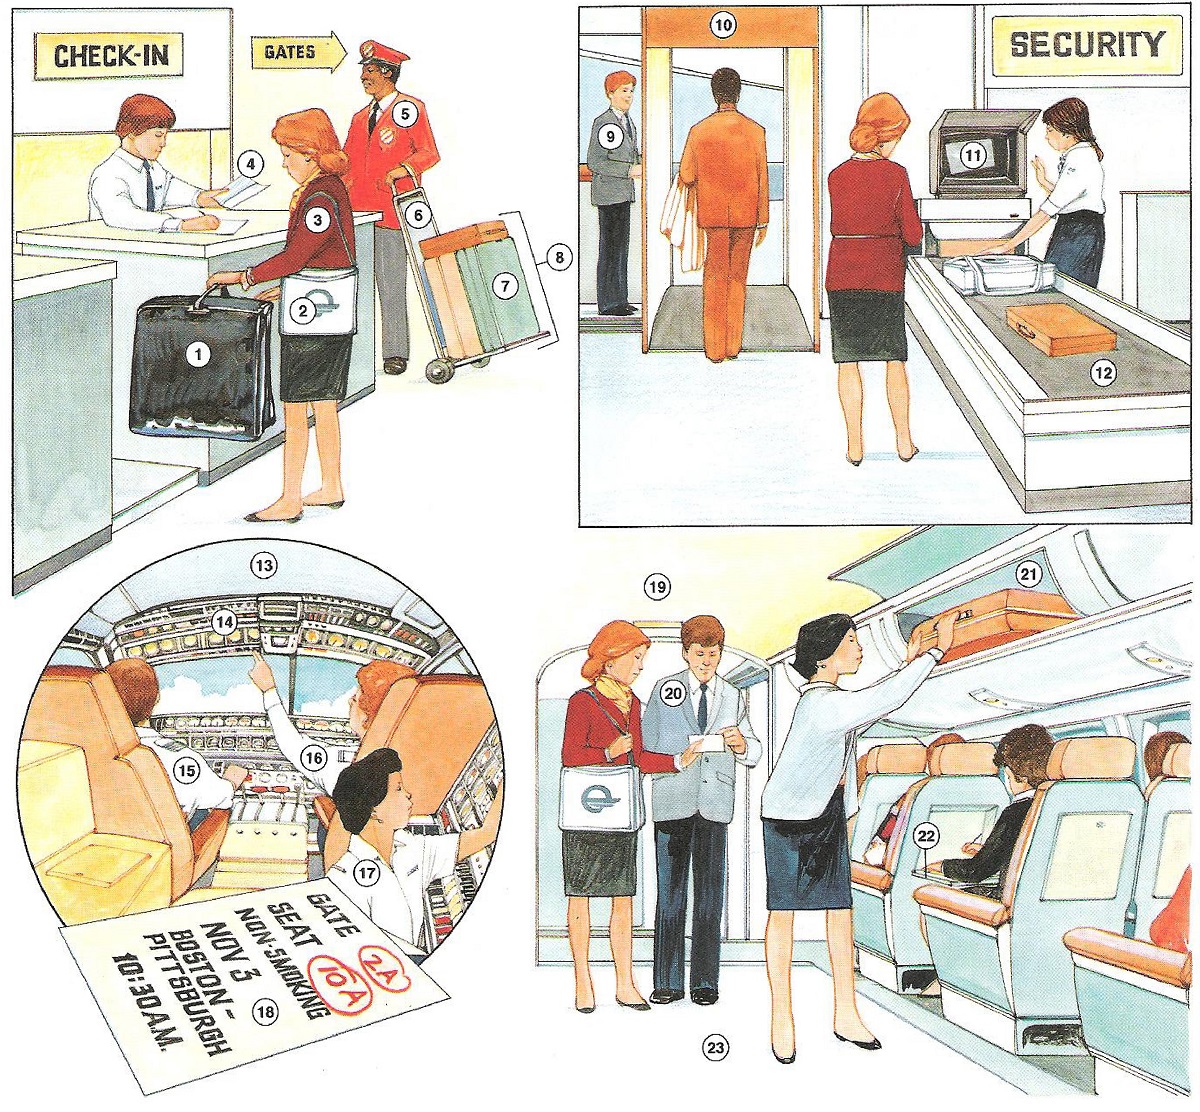 CHECK-IN
GATES
4
5
3
6
8
7
2
1
SECURITY
10
9
11
12
13
14
15
16
17
GATE 2A
SEAT 10A
NON-SMOKING
NOV 3
BOSTON-
PITTSBURGH
10:30 A.M.
18
19
20
21
22
23